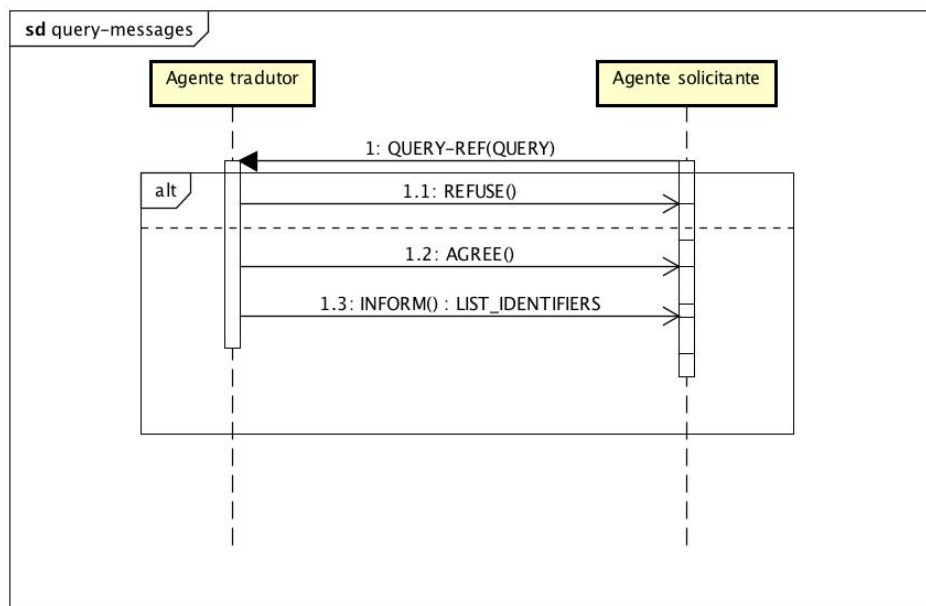 sd query-messages
Agente tradutor
Agente solicitante
1: QUERY-REF(QUERY)
alt
1.1: REFUSE()
1.2: AGREE()
1.3: INFORM() : LIST_IDENTIFIERS